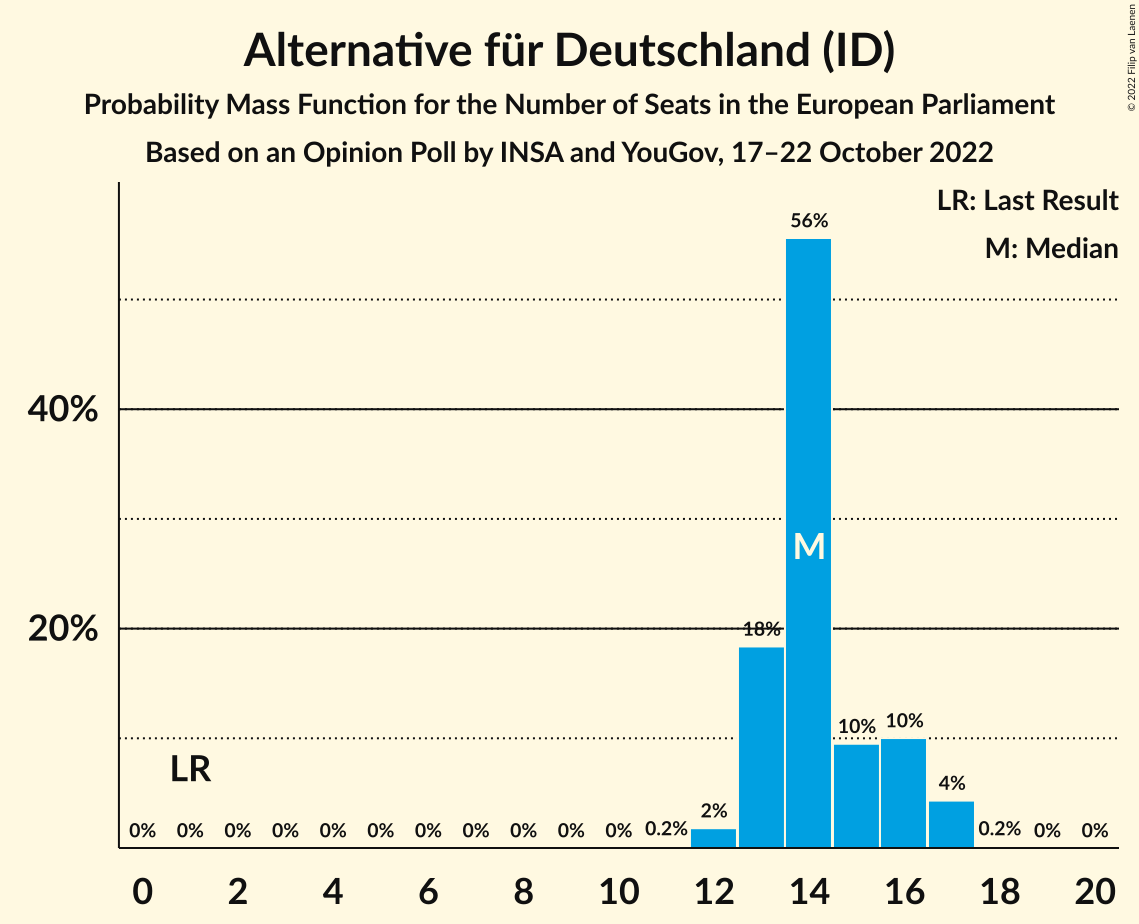 Alternative für Deutschland (ID)
Probability Mass Function for the Number of Seats in the European Parliament
Based on an Opinion Poll by INSA and YouGov, 17–22 October 2022
© 2022 Filip van Laenen
LR: Last Result
M: Median
56%
40%
M
20%
18%
LR
10%
10%
4%
2%
0% 0% 0% 0% 0% 0% 0% 0% 0% 0% 0% 0.2% 0.2% 0% 0%
0 2 4 6 8 10 12 14 16 18 20